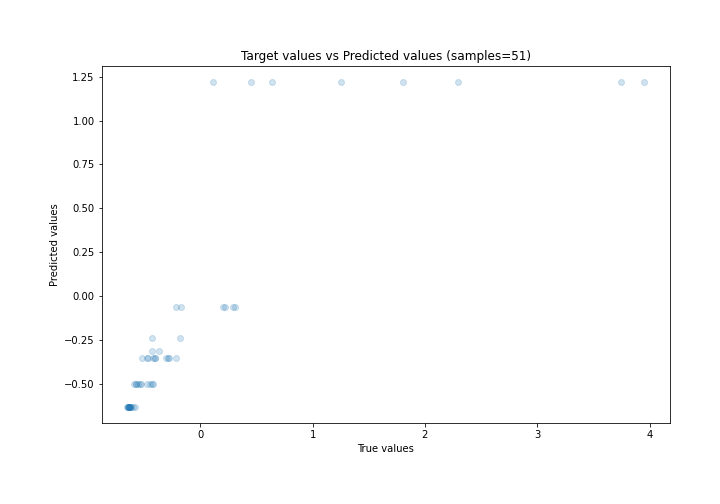 Target values vs Predicted values (samples=51)
1.25
1.00
0.75
0.50
0.25
0.00
−0.25
−0.50
Predicted values
0 1 2 3 4
True values